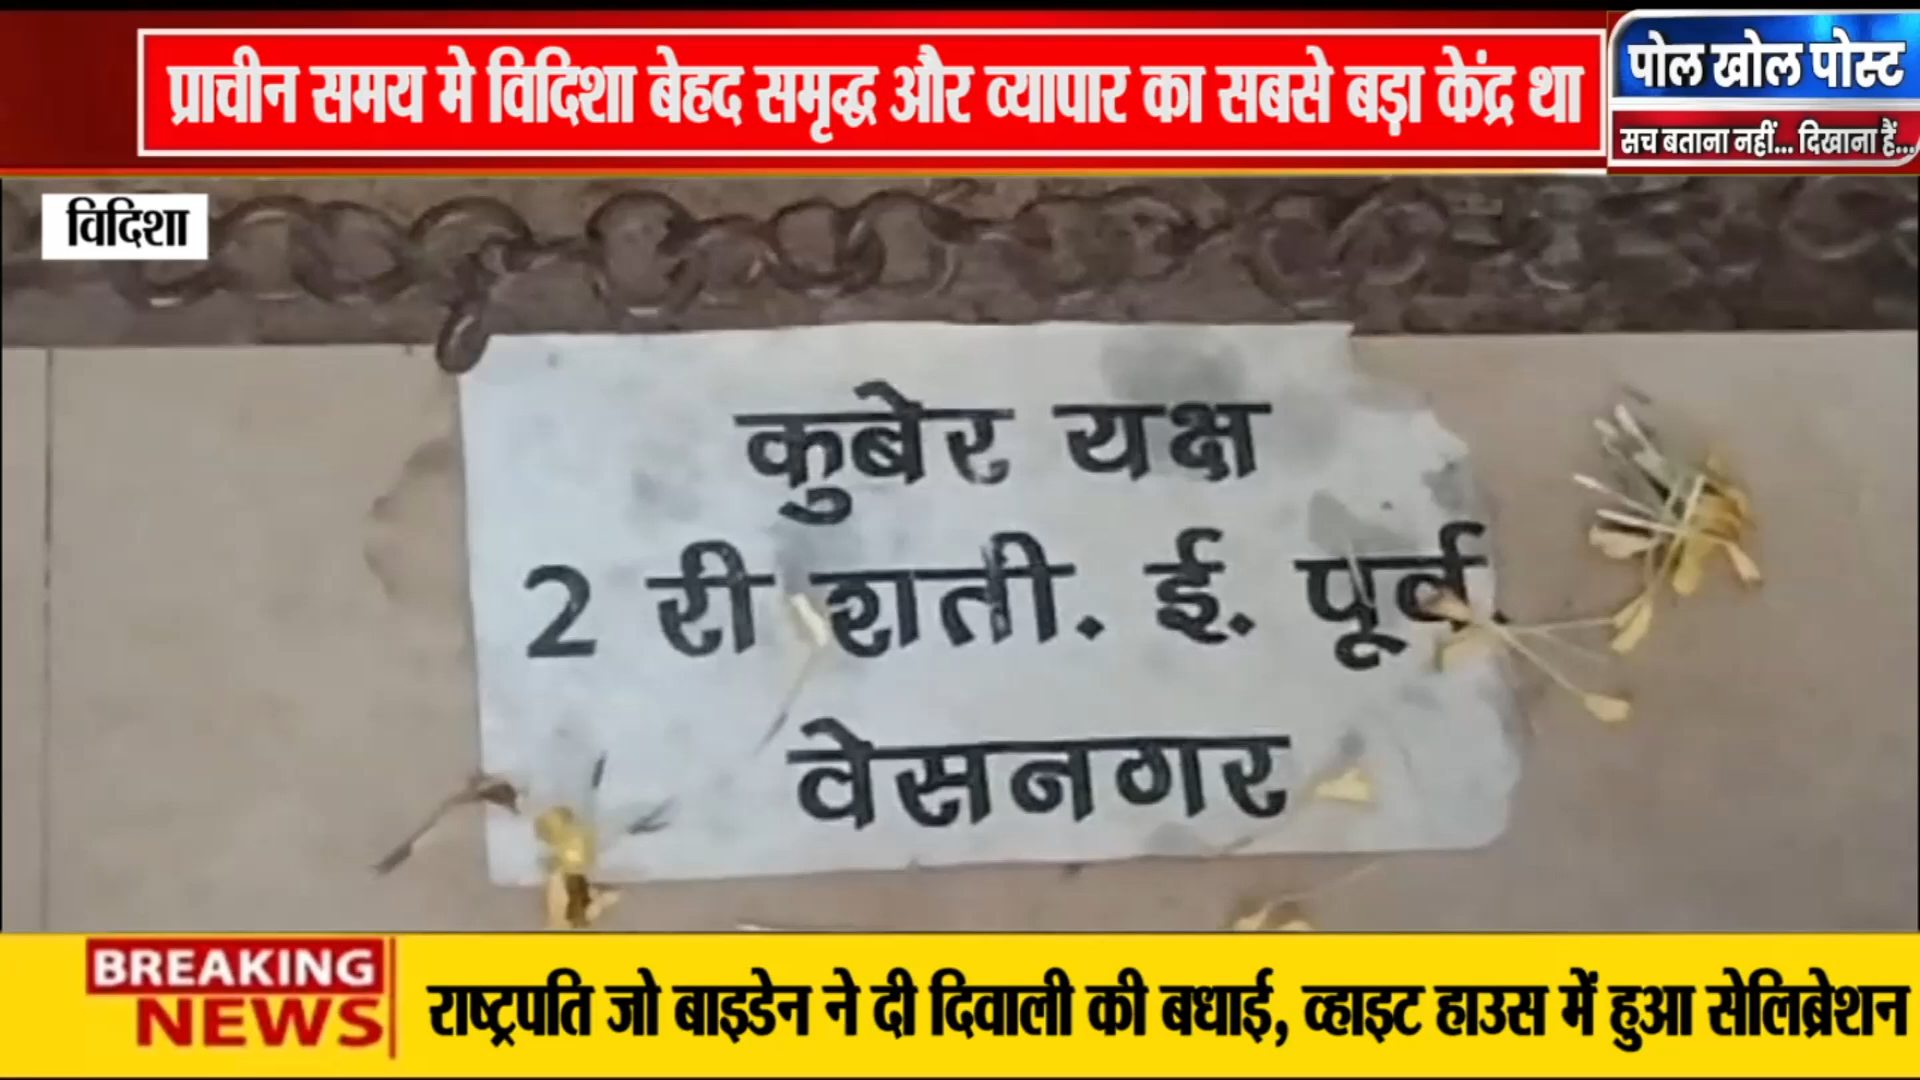 प्राचीन समय मे विदिशा बेहद समृद्ध और व्यापार का सबसे बड़ा केंद्र था
पोल खोल पोस्ट
सच बताना नहीं... दिखाना हैं...
विदिशा
कुबेर यक्ष
2 री शती. ई. पूर्व.
वेसनगर
BREAKING
NEWS
राष्ट्रपति जो बाइडेन ने दी दिवाली की बधाई, व्हाइट हाउस में हुआ सेलिब्रेशन